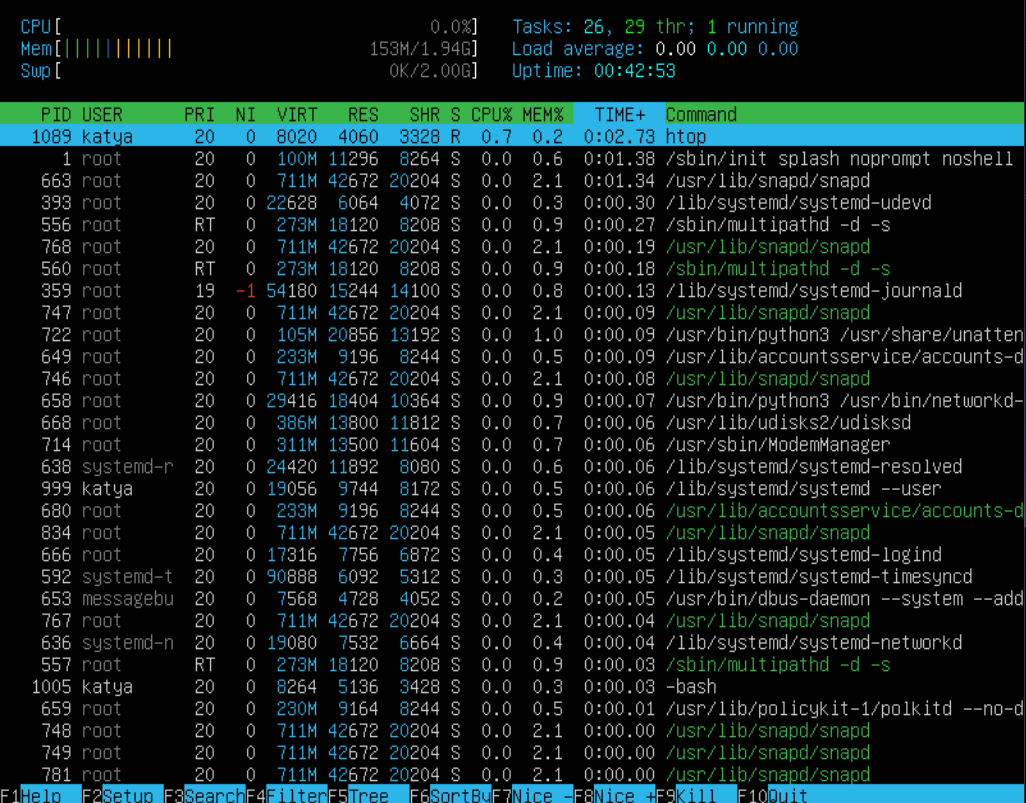 CPU[ 0.0%] Tasks: 26, 29 thr; 1 running
Mem[||||||||||||| 153M/1.94G] Load average: 0.00 0.00 0.00
Swp[ 0K/2.00G] Uptime: 00:42:53
PID USER PRI NI VIRT RES SHR S CPU% MEM% TIME+ Command
1089 katya 20 0 8020 4060 3328 R 0.7 0.2 0:02.73 htop
1 root 20 0 100M 11296 8264 S 0.0 0.6 0:01.38 /sbin/init splash noprompt noshell
663 root 20 0 711M 42672 20204 S 0.0 2.1 0:01.34 /usr/lib/snapd/snapd
393 root 20 0 22628 6064 4072 S 0.0 0.3 0:00.30 /lib/systemd/systemd-udevd
556 root RT 0 273M 18120 8208 S 0.0 0.9 0:00.27 /sbin/multipathd -d -s
768 root 20 0 711M 42672 20204 S 0.0 2.1 0:00.19 /usr/lib/snapd/snapd
560 root RT 0 273M 18120 8208 S 0.0 0.9 0:00.18 /sbin/multipathd -d -s
359 root 19 -1 54180 15244 14100 S 0.0 0.8 0:00.13 /lib/systemd/systemd-journald
747 root 20 0 711M 42672 20204 S 0.0 2.1 0:00.09 /usr/lib/snapd/snapd
722 root 20 0 105M 20856 13192 S 0.0 1.0 0:00.09 /usr/bin/python3 /usr/share/unatten
649 root 20 0 233M 9196 8244 S 0.0 0.5 0:00.09 /usr/lib/accountsservice/accounts-d
746 root 20 0 711M 42672 20204 S 0.0 2.1 0:00.08 /usr/lib/snapd/snapd
658 root 20 0 29416 18404 10364 S 0.0 0.9 0:00.07 /usr/bin/python3 /usr/bin/networkd-
668 root 20 0 386M 13800 11812 S 0.0 0.7 0:00.06 /usr/lib/udisks2/udisksd
714 root 20 0 311M 13500 11604 S 0.0 0.7 0:00.06 /usr/sbin/ModemManager
638 systemd-r 20 0 24420 11892 8080 S 0.0 0.6 0:00.06 /lib/systemd/systemd-resolved
999 katya 20 0 19056 9744 8172 S 0.0 0.5 0:00.06 /lib/systemd/systemd --user
680 root 20 0 233M 9196 8244 S 0.0 0.5 0:00.06 /usr/lib/accountsservice/accounts-d
834 root 20 0 711M 42672 20204 S 0.0 2.1 0:00.05 /usr/lib/snapd/snapd
666 root 20 0 17316 7756 6872 S 0.0 0.4 0:00.05 /lib/systemd/systemd-logind
592 systemd-t 20 0 90888 6092 5312 S 0.0 0.3 0:00.05 /lib/systemd/systemd-timesyncd
653 messagebu 20 0 7568 4728 4052 S 0.0 0.2 0:00.05 /usr/bin/dbus-daemon --system --add
767 root 20 0 711M 42672 20204 S 0.0 2.1 0:00.04 /usr/lib/snapd/snapd
636 systemd-n 20 0 19080 7532 6664 S 0.0 0.4 0:00.04 /lib/systemd/systemd-networkd
557 root RT 0 273M 18120 8208 S 0.0 0.9 0:00.03 /sbin/multipathd -d -s
1005 katya 20 0 8264 5136 3428 S 0.0 0.3 0:00.03 -bash
659 root 20 0 230M 9164 8244 S 0.0 0.5 0:00.01 /usr/lib/policykit-1/polkitd --no-d
748 root 20 0 711M 42672 20204 S 0.0 2.1 0:00.00 /usr/lib/snapd/snapd
749 root 20 0 711M 42672 20204 S 0.0 2.1 0:00.00 /usr/lib/snapd/snapd
781 root 20 0 711M 42672 20204 S 0.0 2.1 0:00.00 /usr/lib/snapd/snapd
F1Help F2Setup F3SearchF4FilterF5Tree F6SortByF7Nice -F8Nice +F9Kill F10Quit